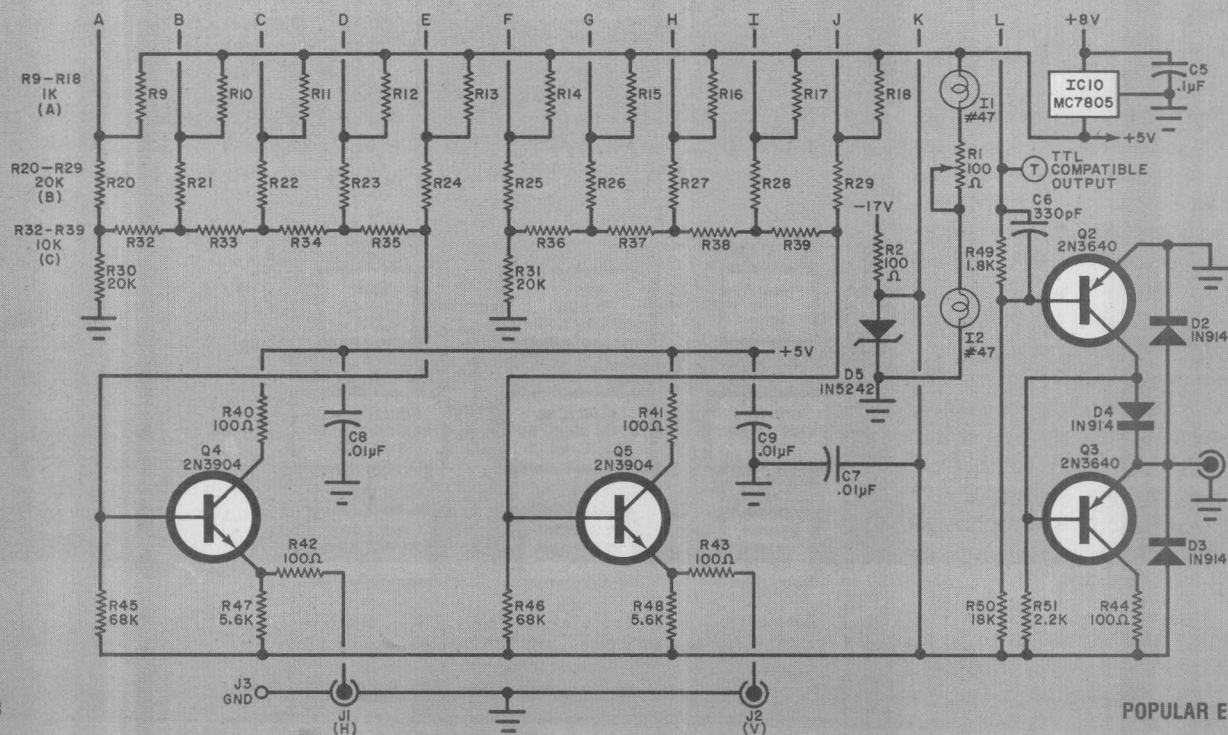 A B C D E F G H I J K L +8V
R9–R18
1K
(A)
R9 R10 R11 R12 R13 R14 R15 R16 R17 R18
I1
#47
IC10
MC7805
C5
.1µF
+5V
R20–R29
20K
(B)
R20 R21 R22 R23 R24 R25 R26 R27 R28 R29
R1
100
Ω
T
TTL
COMPATIBLE
OUTPUT
R32–R39
10K
(C)
R32 R33 R34 R35 R36 R37 R38 R39
–17V
R2
100
Ω
C6
330pF
R49
1.8K
Q2
2N3640
R30
20K
R31
20K
I2
#47
D2
1N914
D5
1N5242
+5V
R40
100Ω
C8
.01µF
R41
100Ω
C9
.01µF
C7
.01µF
D4
1N914
Q4
2N3904
Q5
2N3904
Q3
2N3640
R42
100Ω
R43
100Ω
D3
1N914
R45
68K
R47
5.6K
R46
68K
R48
5.6K
R50
18K
R51
2.2K
R44
100Ω
J3
GND
J1
(H)
J2
(V)
POPULAR E